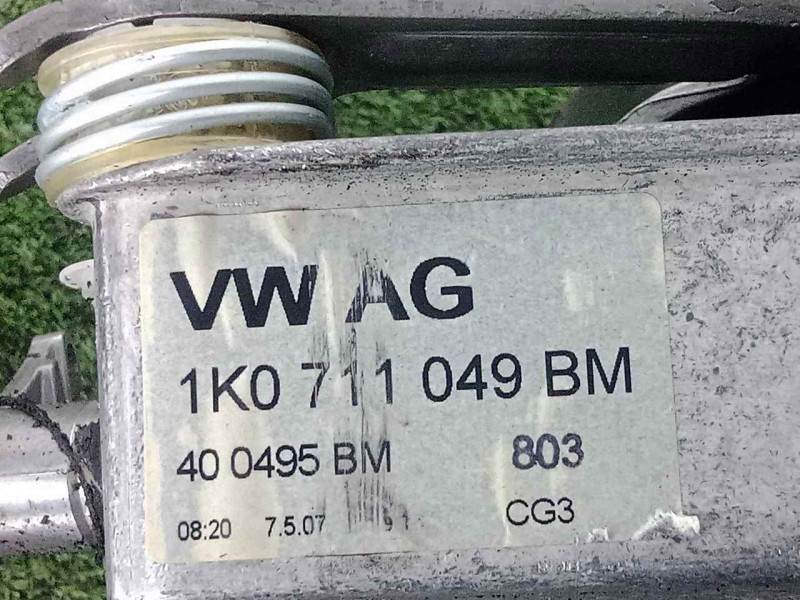 VW AG
1K0 711 049 BM
40 0495 BM 803
08:20 7.5.07 CG3